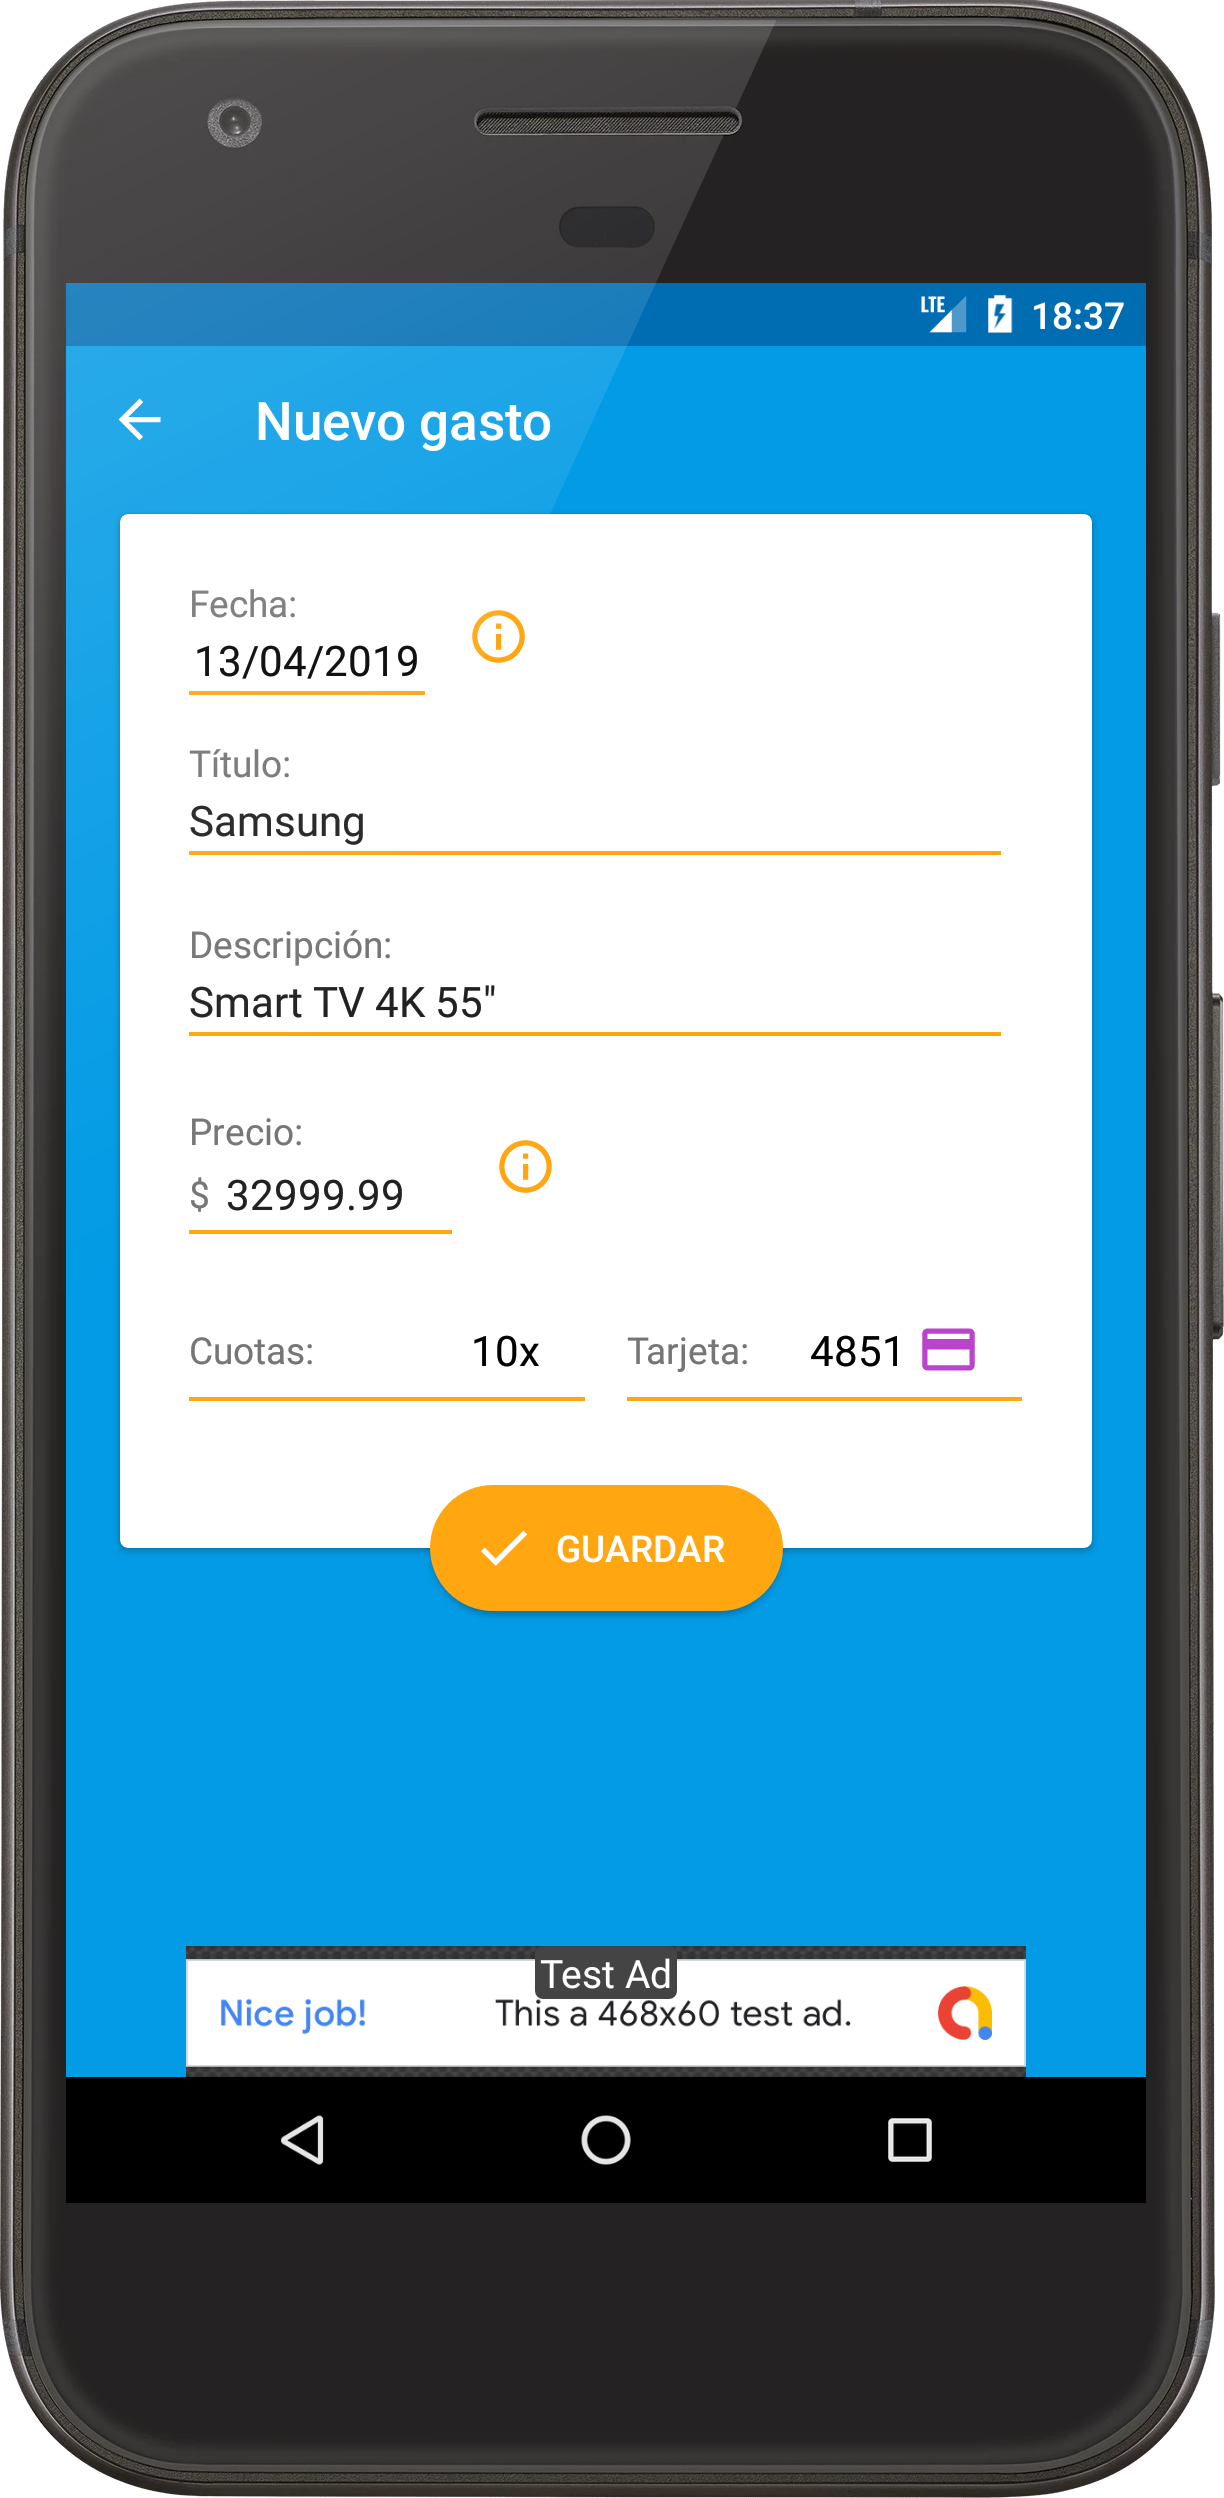 LTE 18:37
Nuevo gasto
Fecha:
13/04/2019
Título:
Samsung
Descripción:
Smart TV 4K 55"
Precio:
$ 32999.99
Cuotas: 10x Tarjeta: 4851
GUARDAR
Test Ad
Nice job! This a 468x60 test ad.